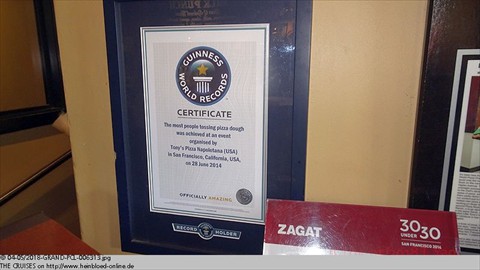 GUINNESS
WORLD RECORDS
CERTIFICATE
The most people tossing pizza dough
was achieved at an event
organised by
Tony's Pizza Napoletana (USA)
in San Francisco, California, USA,
on 28 June 2014
OFFICIALLY AMAZING
RECORD HOLDER
ZAGAT
30 UNDER 30
SAN FRANCISCO 2014
© 04-05/2018-GRAND-PCL-006313.jpg
THE CRUISES on http://www.heinbloed-online.de